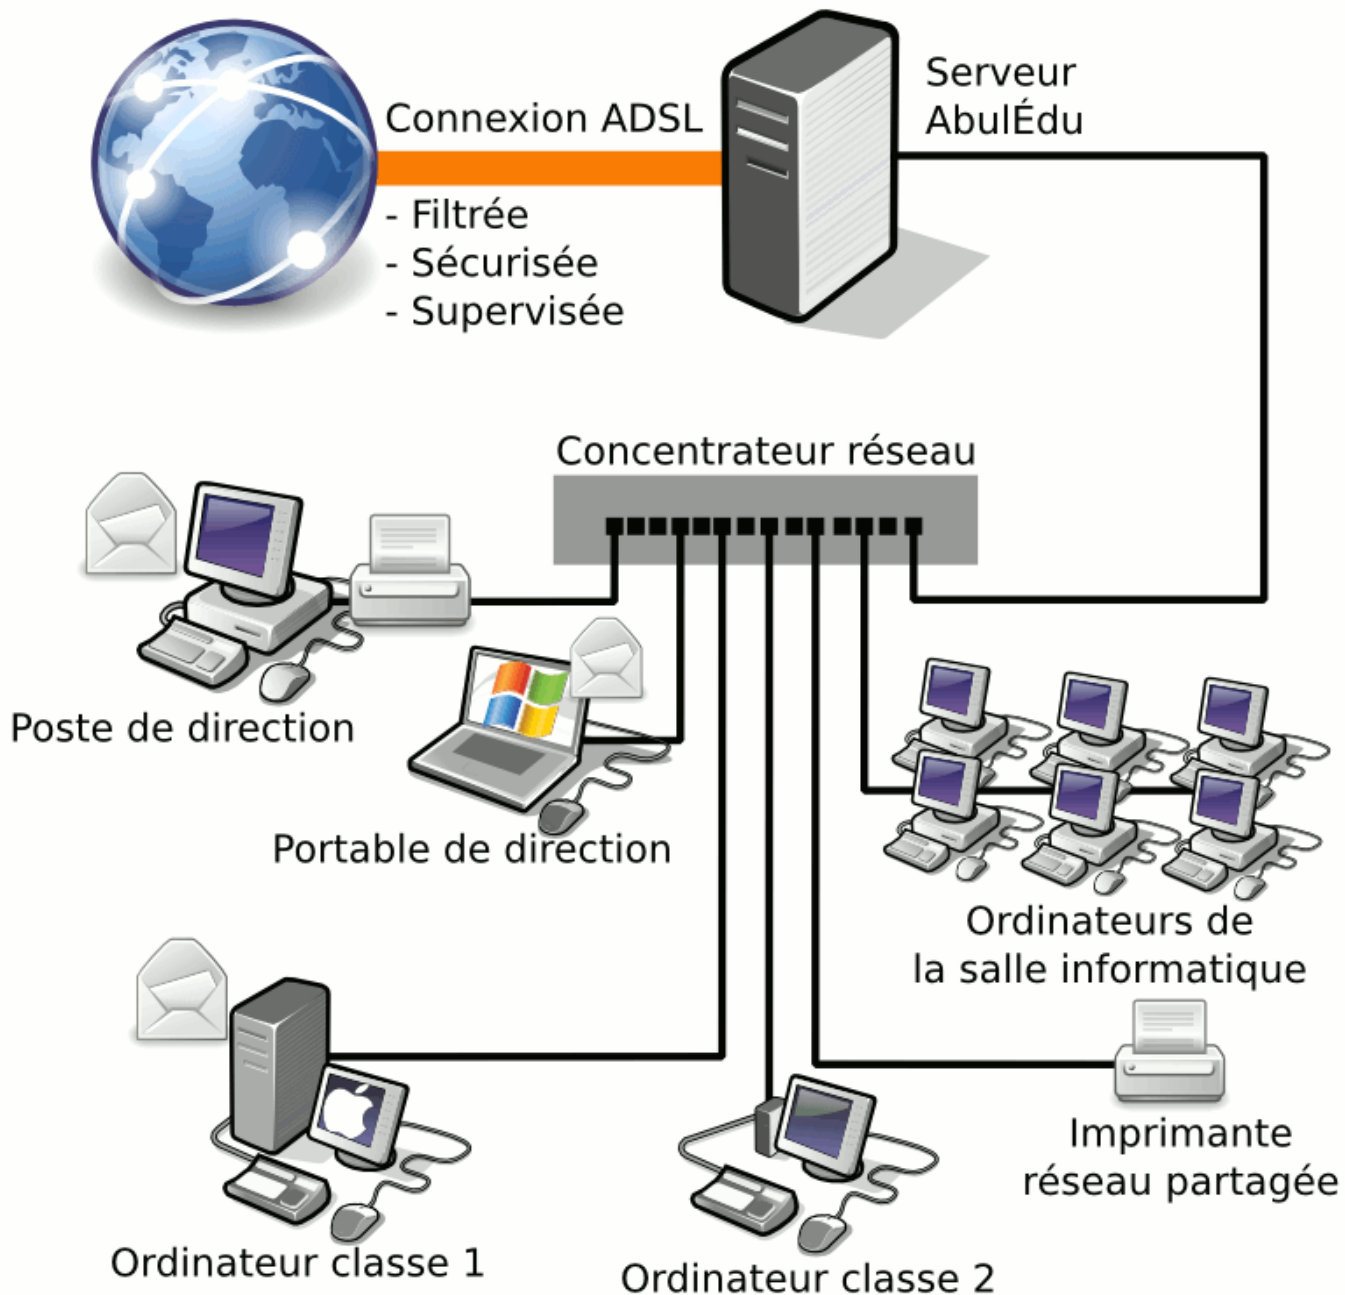 Connexion ADSL
- Filtrée
- Sécurisée
- Supervisée
Serveur
AbulÉdu
Concentrateur réseau
Poste de direction
Portable de direction
Ordinateurs de
la salle informatique
Imprimante
réseau partagée
Ordinateur classe 1
Ordinateur classe 2